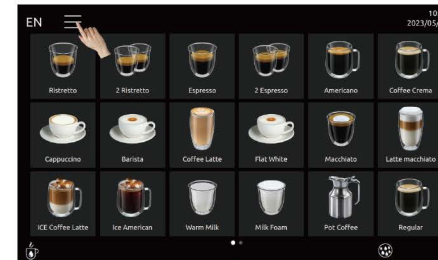 EN
10
2023/05/
Ristretto
2 Ristretto
Espresso
2 Espresso
Americano
Coffee Crema
Cappuccino
Barista
Coffee Latte
Flat White
Macchiato
Latte macchiato
ICE Coffee Latte
Ice American
Warm Milk
Milk Foam
Pot Coffee
Regular